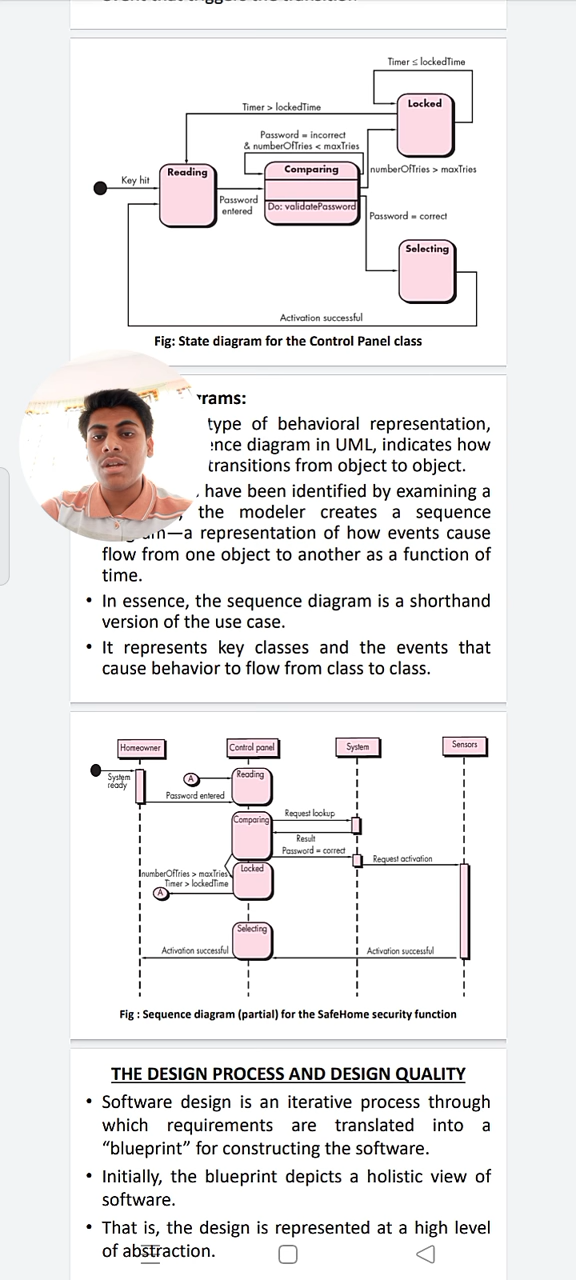 Timer ≤ lockedTime
Locked
Timer > lockedTime
Password = incorrect
& numberOfTries < maxTries
Reading
Comparing
numberOfTries > maxTries
Key hit
Password
entered
Do: validatePassword
Password = correct
Selecting
Activation successful
Fig: State diagram for the Control Panel class
type of behavioral representation,
diagram in UML, indicates how
transitions from object to object.
have been identified by examining a
the modeler creates a sequence
—a representation of how events cause
flow from one object to another as a function of
time.
• In essence, the sequence diagram is a shorthand
version of the use case.
• It represents key classes and the events that
cause behavior to flow from class to class.
Homeowner
Control panel
System
Sensors
System
ready
A
Reading
Password entered
Comparing
Request lookup
Result
Password = correct
Request activation
numberOfTries > maxTries
Locked
Timer > lockedTime
A
Selecting
Activation successful
Activation successful
Fig : Sequence diagram (partial) for the SafeHome security function
THE DESIGN PROCESS AND DESIGN QUALITY
• Software design is an iterative process through
which requirements are translated into a
“blueprint” for constructing the software.
• Initially, the blueprint depicts a holistic view of
software.
• That is, the design is represented at a high level
of abstraction.